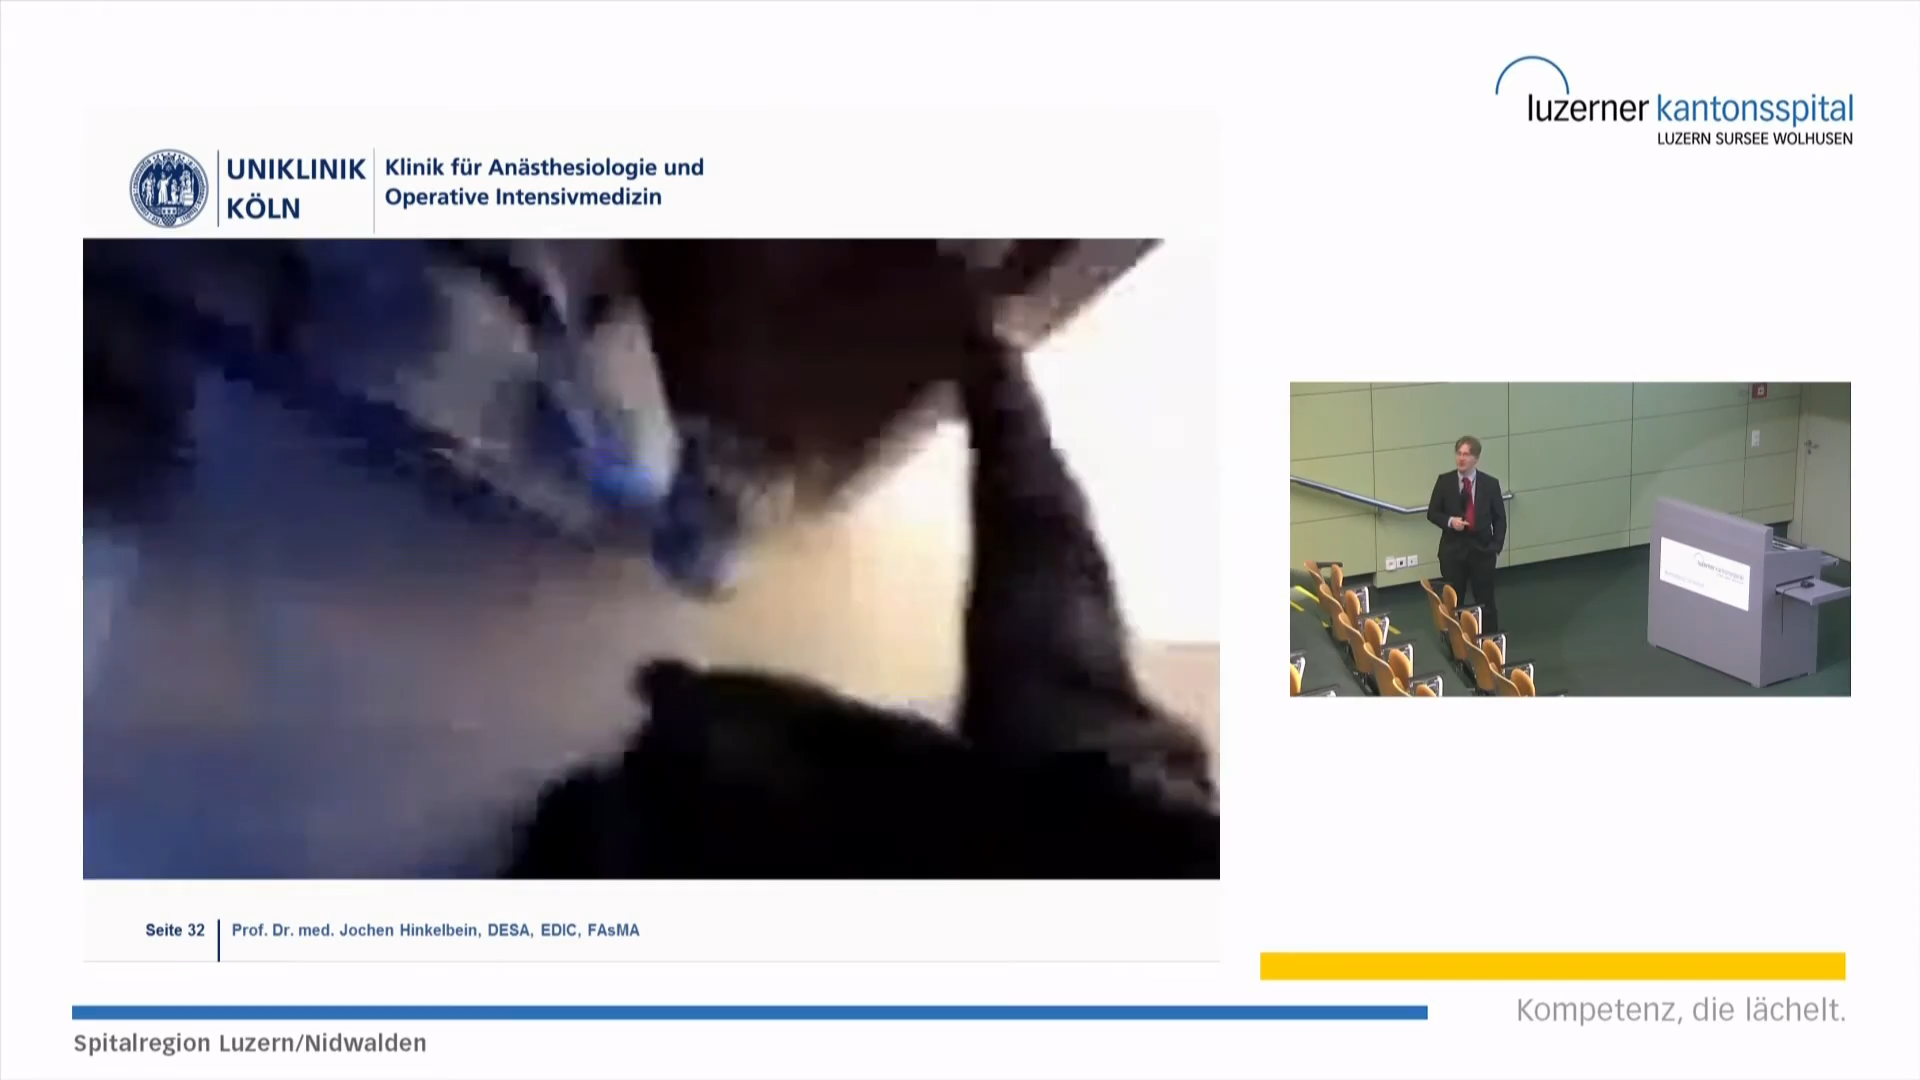 luzerner kantonsspital
LUZERN SURSEE WOLHUSEN
UNIKLINIK
KÖLN
Klinik für Anästhesiologie und
Operative Intensivmedizin
Seite 32
Prof. Dr. med. Jochen Hinkelbein, DESA, EDIC, FAsMA
Kompetenz, die lächelt.
Spitalregion Luzern/Nidwalden